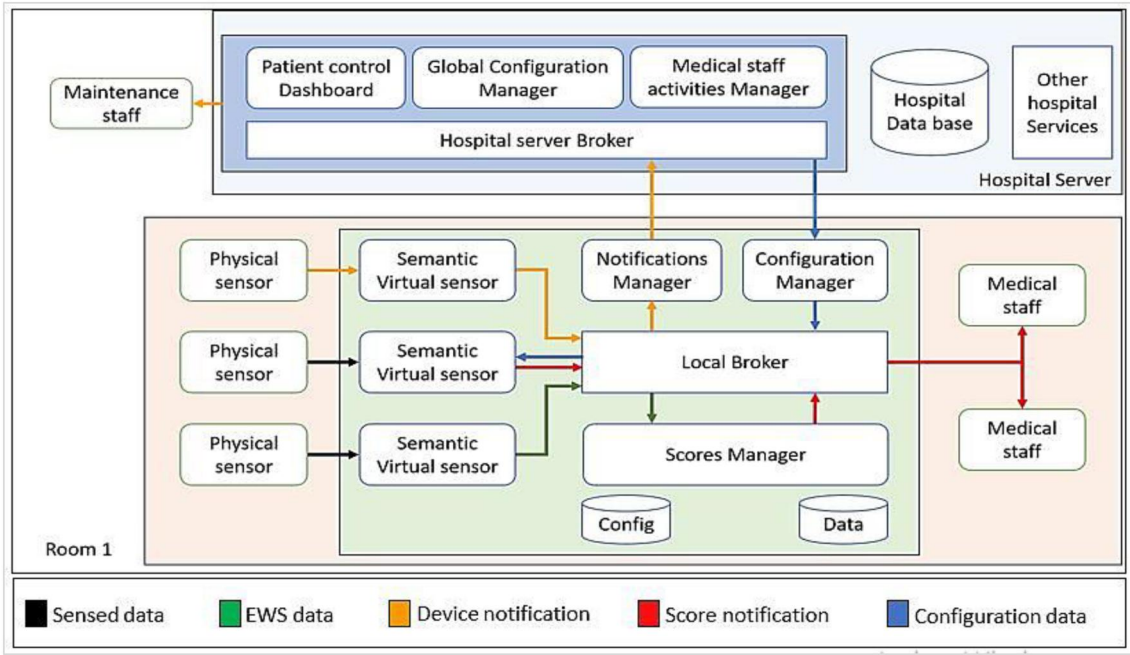 Patient control
Dashboard
Global Configuration
Manager
Medical staff
activities Manager
Hospital server Broker
Maintenance
staff
Hospital
Data base
Other
hospital
Services
Hospital Server
Physical
sensor
Semantic
Virtual sensor
Notifications
Manager
Configuration
Manager
Medical
staff
Physical
sensor
Semantic
Virtual sensor
Local Broker
Physical
sensor
Semantic
Virtual sensor
Scores Manager
Medical
staff
Config
Data
Room 1
Sensed data
EWS data
Device notification
Score notification
Configuration data